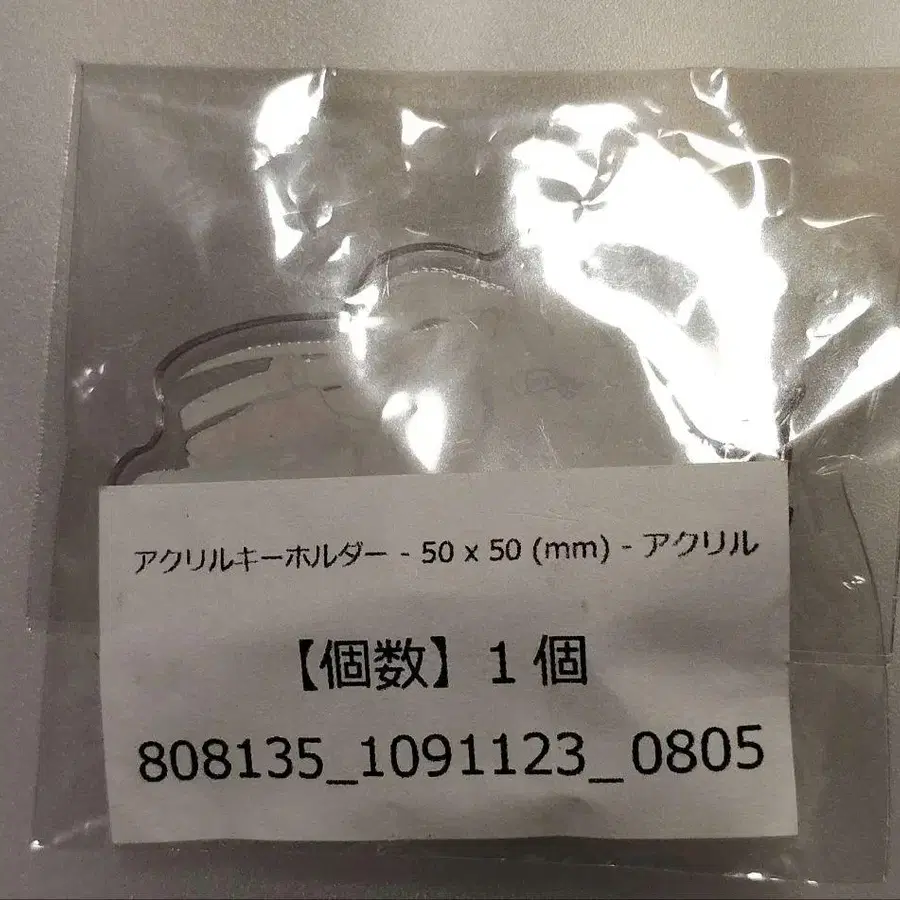 アクリルキーホルダー - 50 x 50 (mm) - アクリル
【個数】1 個
808135_1091123_0805